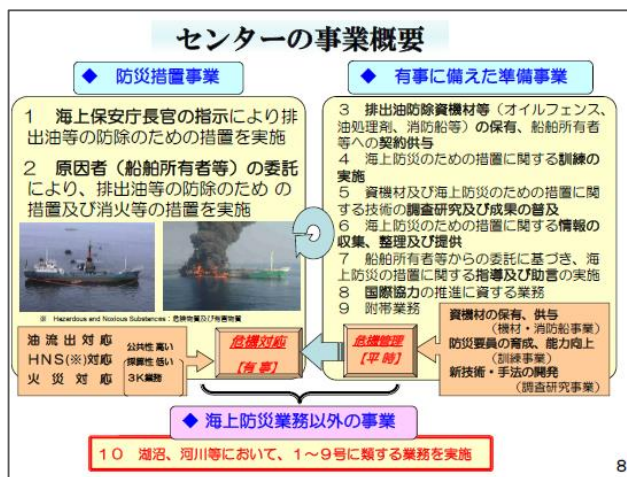 センターの事業概要
◆ 防災措置事業
1 海上保安庁長官の指示により排
出油等の防除のための措置を実施
2 原因者（船舶所有者等）の委託
により、排出油等の防除のための
措置及び消火等の措置を実施
※ Hazardous and Noxious Substances：危険物質及び有害物質
◆ 有事に備えた準備事業
3 排出油防除資機材等（オイルフェンス、
油処理剤、消防船等）の保有、船舶所有者
等への契約供与
4 海上防災のための措置に関する訓練の
実施
5 資機材及び海上防災のための措置に関
する技術の調査研究及び成果の普及
6 海上防災のための措置に関する情報の
収集、整理及び提供
7 船舶所有者等からの委託に基づき、海
上防災の措置に関する指導及び助言の実施
8 国際協力の推進に資する業務
9 附帯業務
油流出対応
HNS(※)対応
火災対応
公共性 高い
採算性 低い
3K業務
危機対応
【有事】
危機管理
【平時】
資機材の保有、供与
（機材・消防船事業）
防災要員の育成、能力向上
（訓練事業）
新技術・手法の開発
（調査研究事業）
◆ 海上防災業務以外の事業
10 湖沼、河川等において、1～9号に類する業務を実施
8